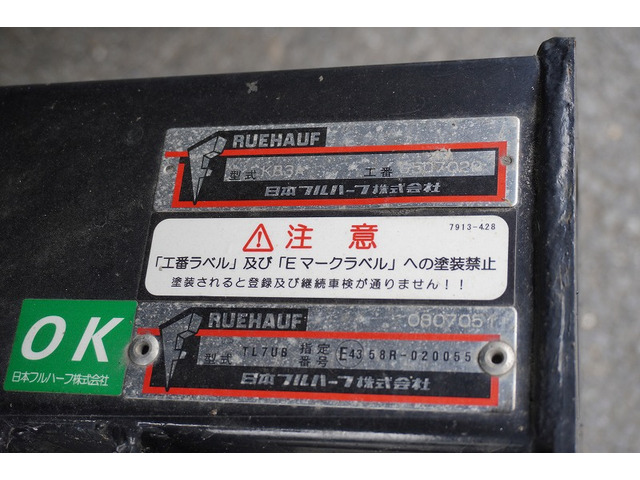 RUEHAUF
型式 KB3A 工番
日本フルハーフ株式会社
7913-428
注意
「工番ラベル」及び「Eマークラベル」への塗装禁止
塗装されると登録及び継続車検が通りません!!
OK
日本フルハーフ株式会社
RUEHAUF 0807051
型式 TL7UB 指定番号 E43 58R-020055
日本フルハーフ株式会社